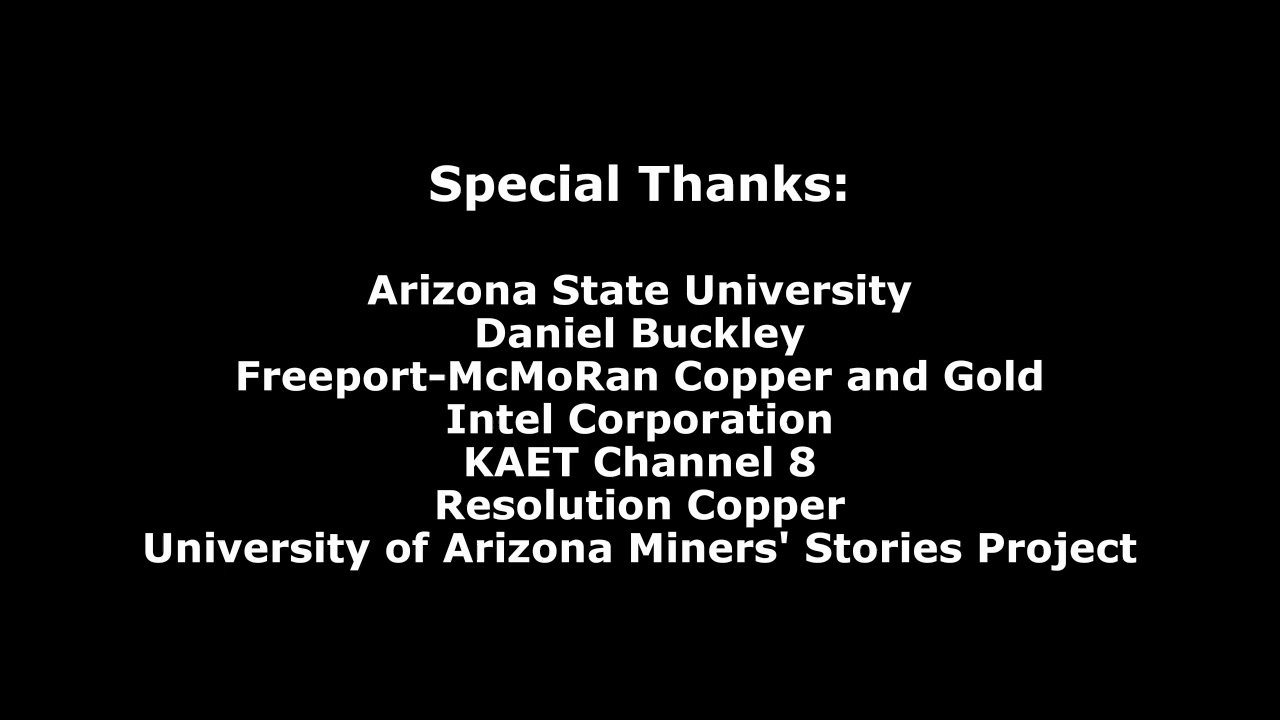 Special Thanks:
Arizona State University
Daniel Buckley
Freeport-McMoRan Copper and Gold
Intel Corporation
KAET Channel 8
Resolution Copper
University of Arizona Miners' Stories Project